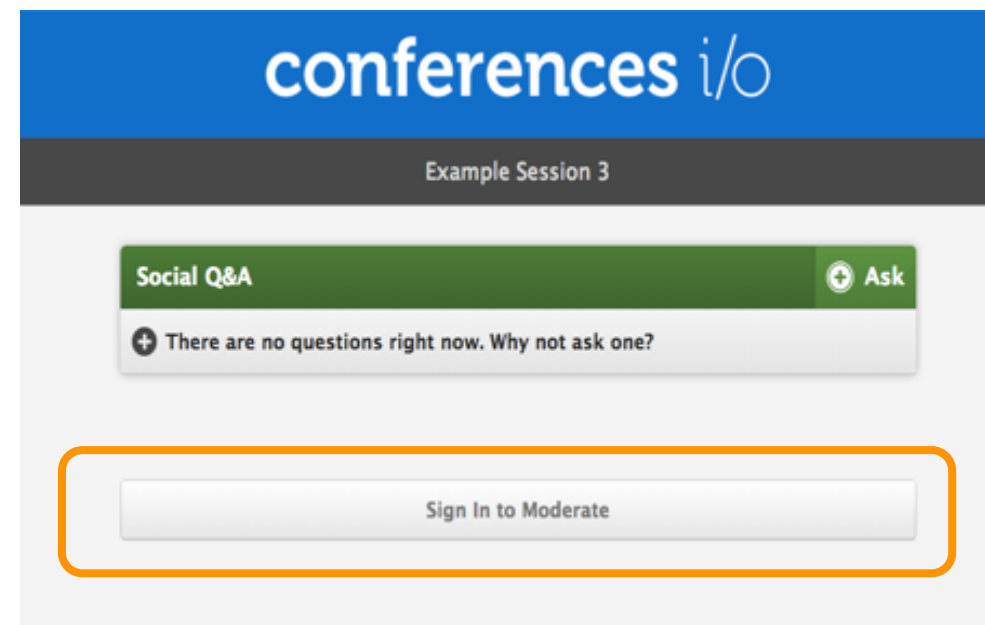 conferences i/o
Example Session 3
Social Q&A
Ask
There are no questions right now. Why not ask one?
Sign In to Moderate